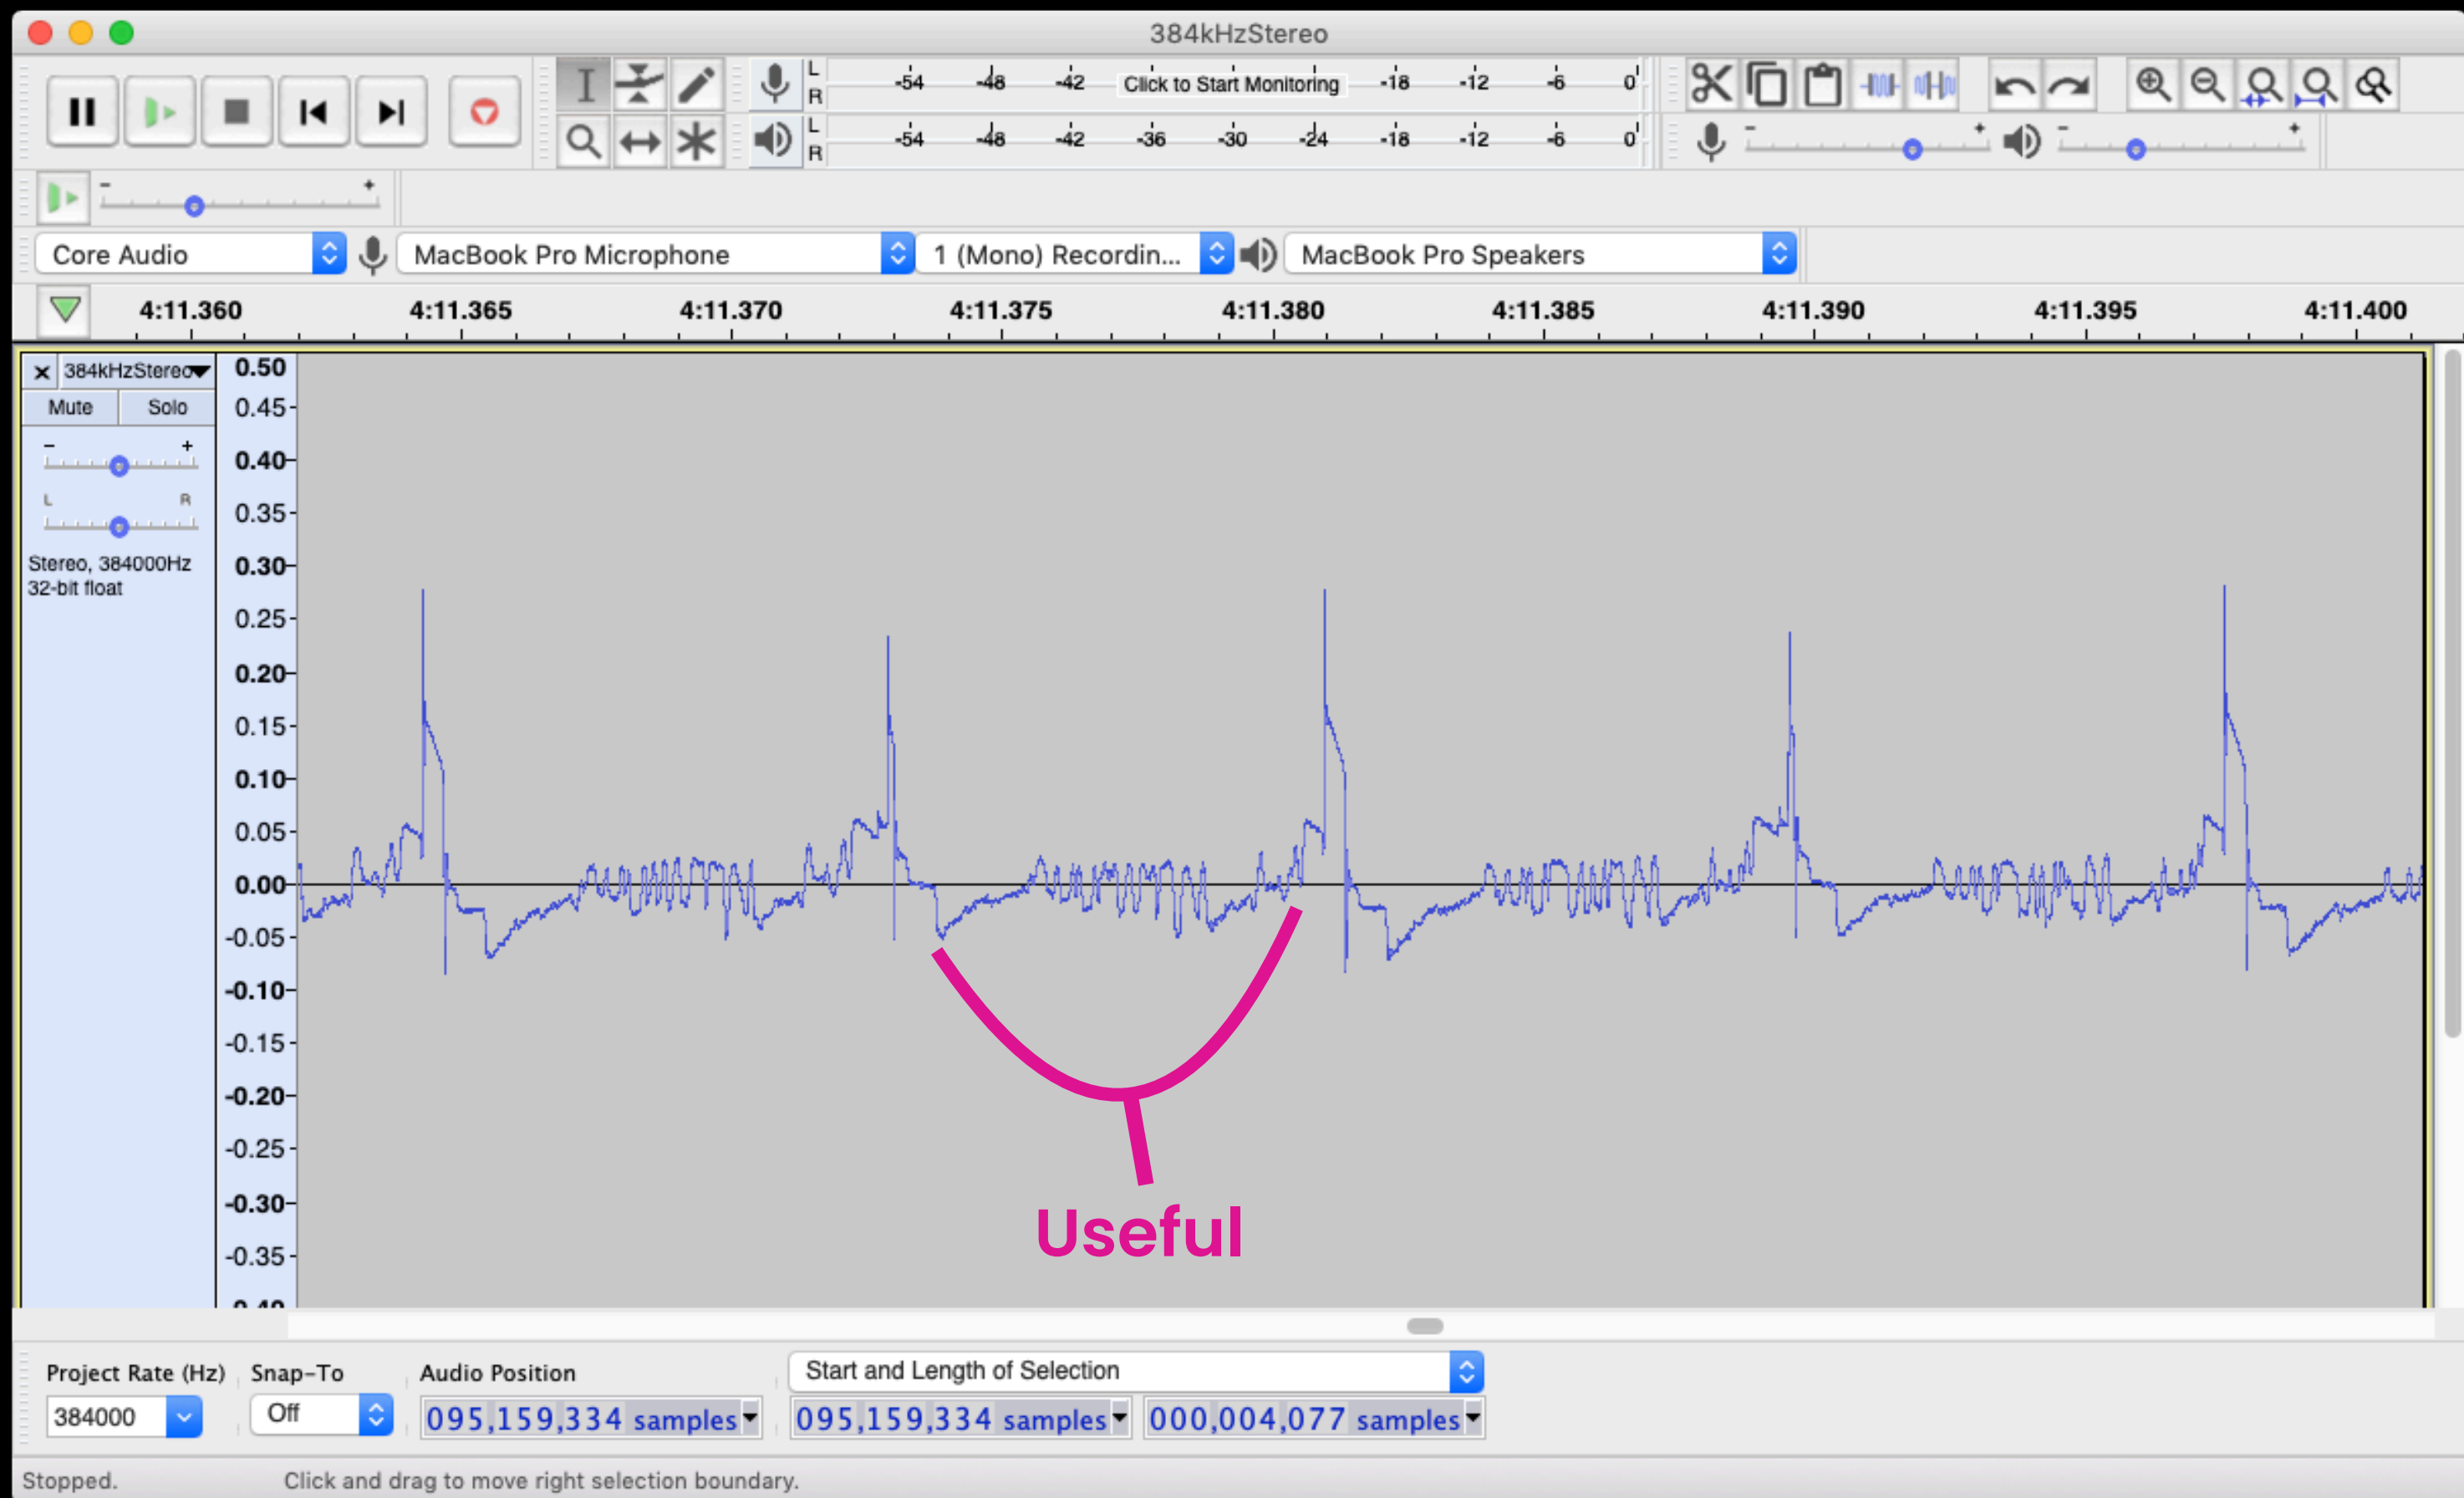 384kHzStereo
L
R
-54 -48 -42 Click to Start Monitoring -18 -12 -6 0
L
R
-54 -48 -42 -36 -30 -24 -18 -12 -6 0
- +
- +
- +
Core Audio MacBook Pro Microphone 1 (Mono) Recordin... MacBook Pro Speakers
4:11.360 4:11.365 4:11.370 4:11.375 4:11.380 4:11.385 4:11.390 4:11.395 4:11.400
384kHzStereo
Mute Solo
- +
L R
Stereo, 384000Hz
32-bit float
0.50
0.45
0.40
0.35
0.30
0.25
0.20
0.15
0.10
0.05
0.00
-0.05
-0.10
-0.15
-0.20
-0.25
-0.30
-0.35
Useful
Project Rate (Hz) Snap-To Audio Position Start and Length of Selection
384000 Off 095,159,334 samples 095,159,334 samples 000,004,077 samples
Stopped. Click and drag to move right selection boundary.